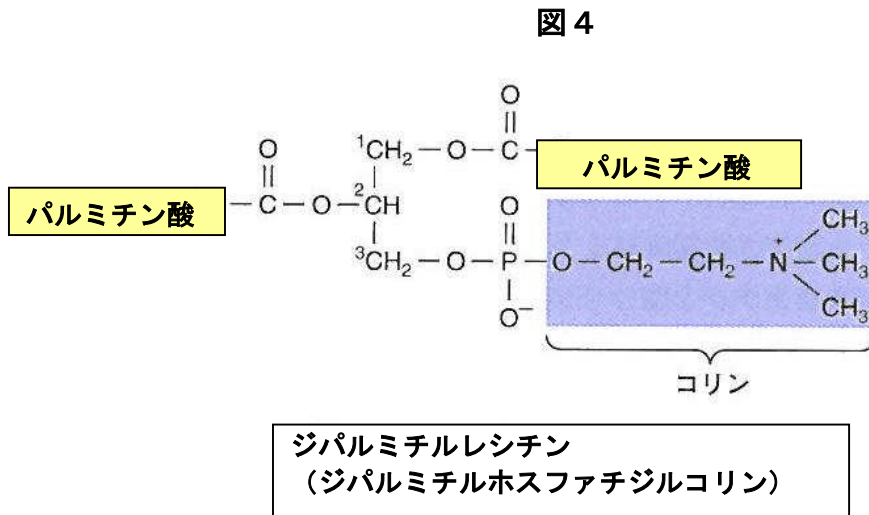 図4
O
||
O
||
¹CH₂ — O — C —
パルミチン酸
パルミチン酸
— C — O — ²CH
O
||
³CH₂ — O — P — O — CH₂ — CH₂ — N⁺
CH₃
CH₃
CH₃
|
O⁻
コリン
ジパルミチルレシチン
(ジパルミチルホスファチジルコリン)